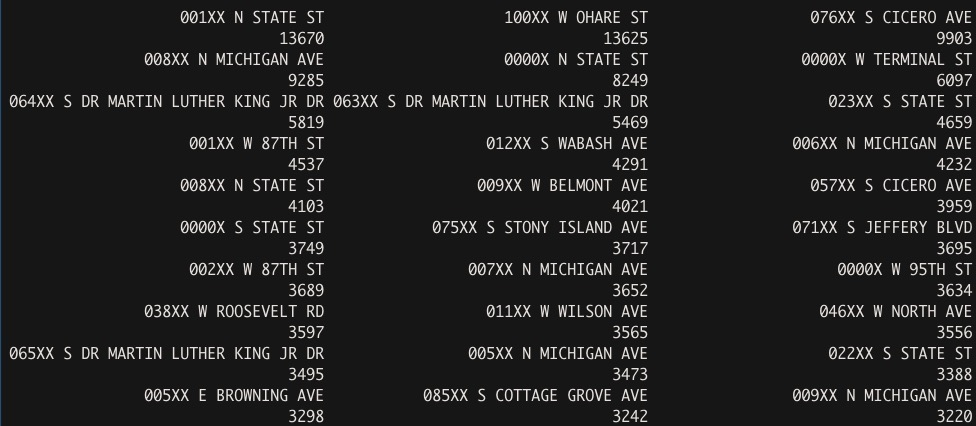 001XX N STATE ST 100XX W OHARE ST 076XX S CICERO AVE
13670 13625 9903
008XX N MICHIGAN AVE 0000X N STATE ST 0000X W TERMINAL ST
9285 8249 6097
064XX S DR MARTIN LUTHER KING JR DR 063XX S DR MARTIN LUTHER KING JR DR 023XX S STATE ST
5819 5469 4659
001XX W 87TH ST 012XX S WABASH AVE 006XX N MICHIGAN AVE
4537 4291 4232
008XX N STATE ST 009XX W BELMONT AVE 057XX S CICERO AVE
4103 4021 3959
0000X S STATE ST 075XX S STONY ISLAND AVE 071XX S JEFFERY BLVD
3749 3717 3695
002XX W 87TH ST 007XX N MICHIGAN AVE 0000X W 95TH ST
3689 3652 3634
038XX W ROOSEVELT RD 011XX W WILSON AVE 046XX W NORTH AVE
3597 3565 3556
065XX S DR MARTIN LUTHER KING JR DR 005XX N MICHIGAN AVE 022XX S STATE ST
3495 3473 3388
005XX E BROWNING AVE 085XX S COTTAGE GROVE AVE 009XX N MICHIGAN AVE
3298 3242 3220